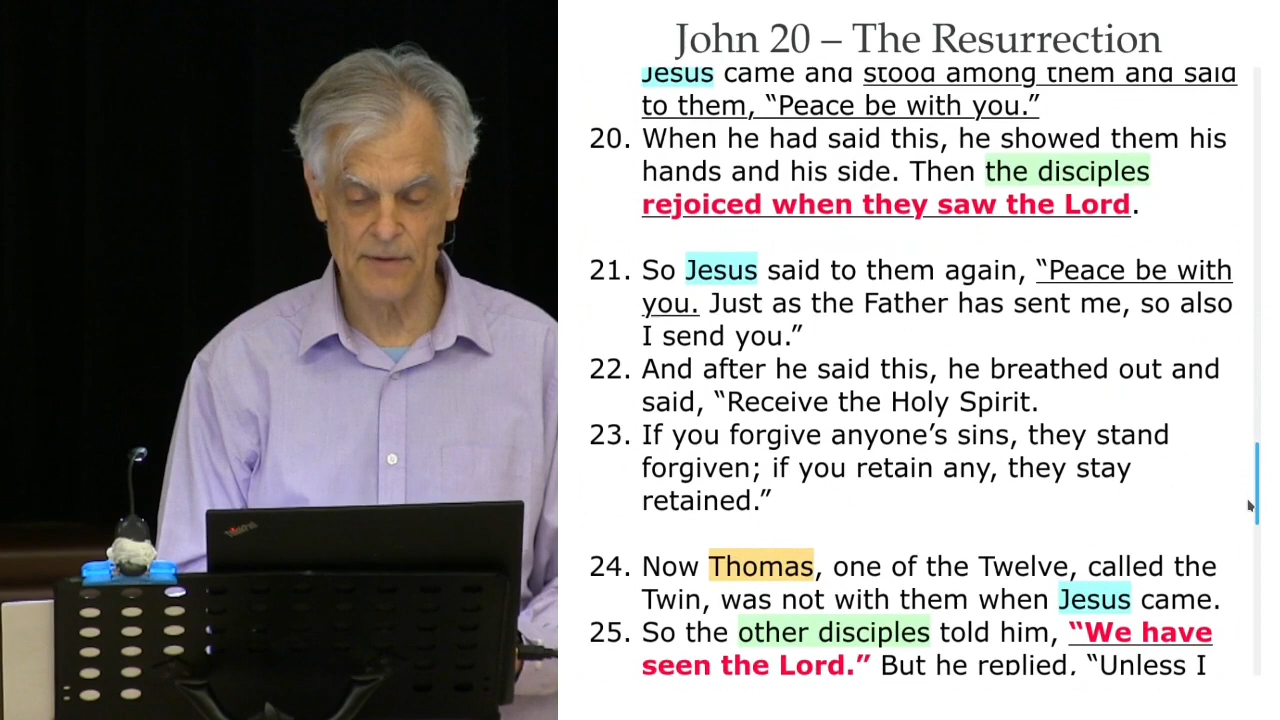 John 20 – The Resurrection
Jesus came and stood among them and said
to them, “Peace be with you.”
20. When he had said this, he showed them his
hands and his side. Then the disciples
rejoiced when they saw the Lord.
21. So Jesus said to them again, “Peace be with
you. Just as the Father has sent me, so also
I send you.”
22. And after he said this, he breathed out and
said, “Receive the Holy Spirit.
23. If you forgive anyone’s sins, they stand
forgiven; if you retain any, they stay
retained.”
24. Now Thomas, one of the Twelve, called the
Twin, was not with them when Jesus came.
25. So the other disciples told him, “We have
seen the Lord.” But he replied, “Unless I
ThinkPad